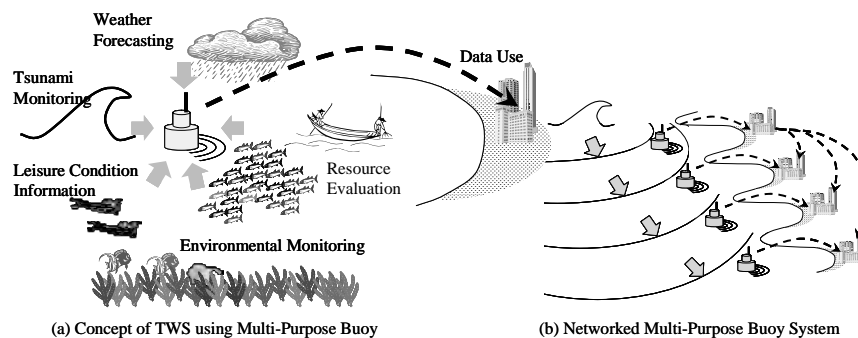 Weather
Forecasting
Data Use
Tsunami
Monitoring
Leisure Condition
Information
Resource
Evaluation
Environmental Monitoring
(a) Concept of TWS using Multi-Purpose Buoy
(b) Networked Multi-Purpose Buoy System